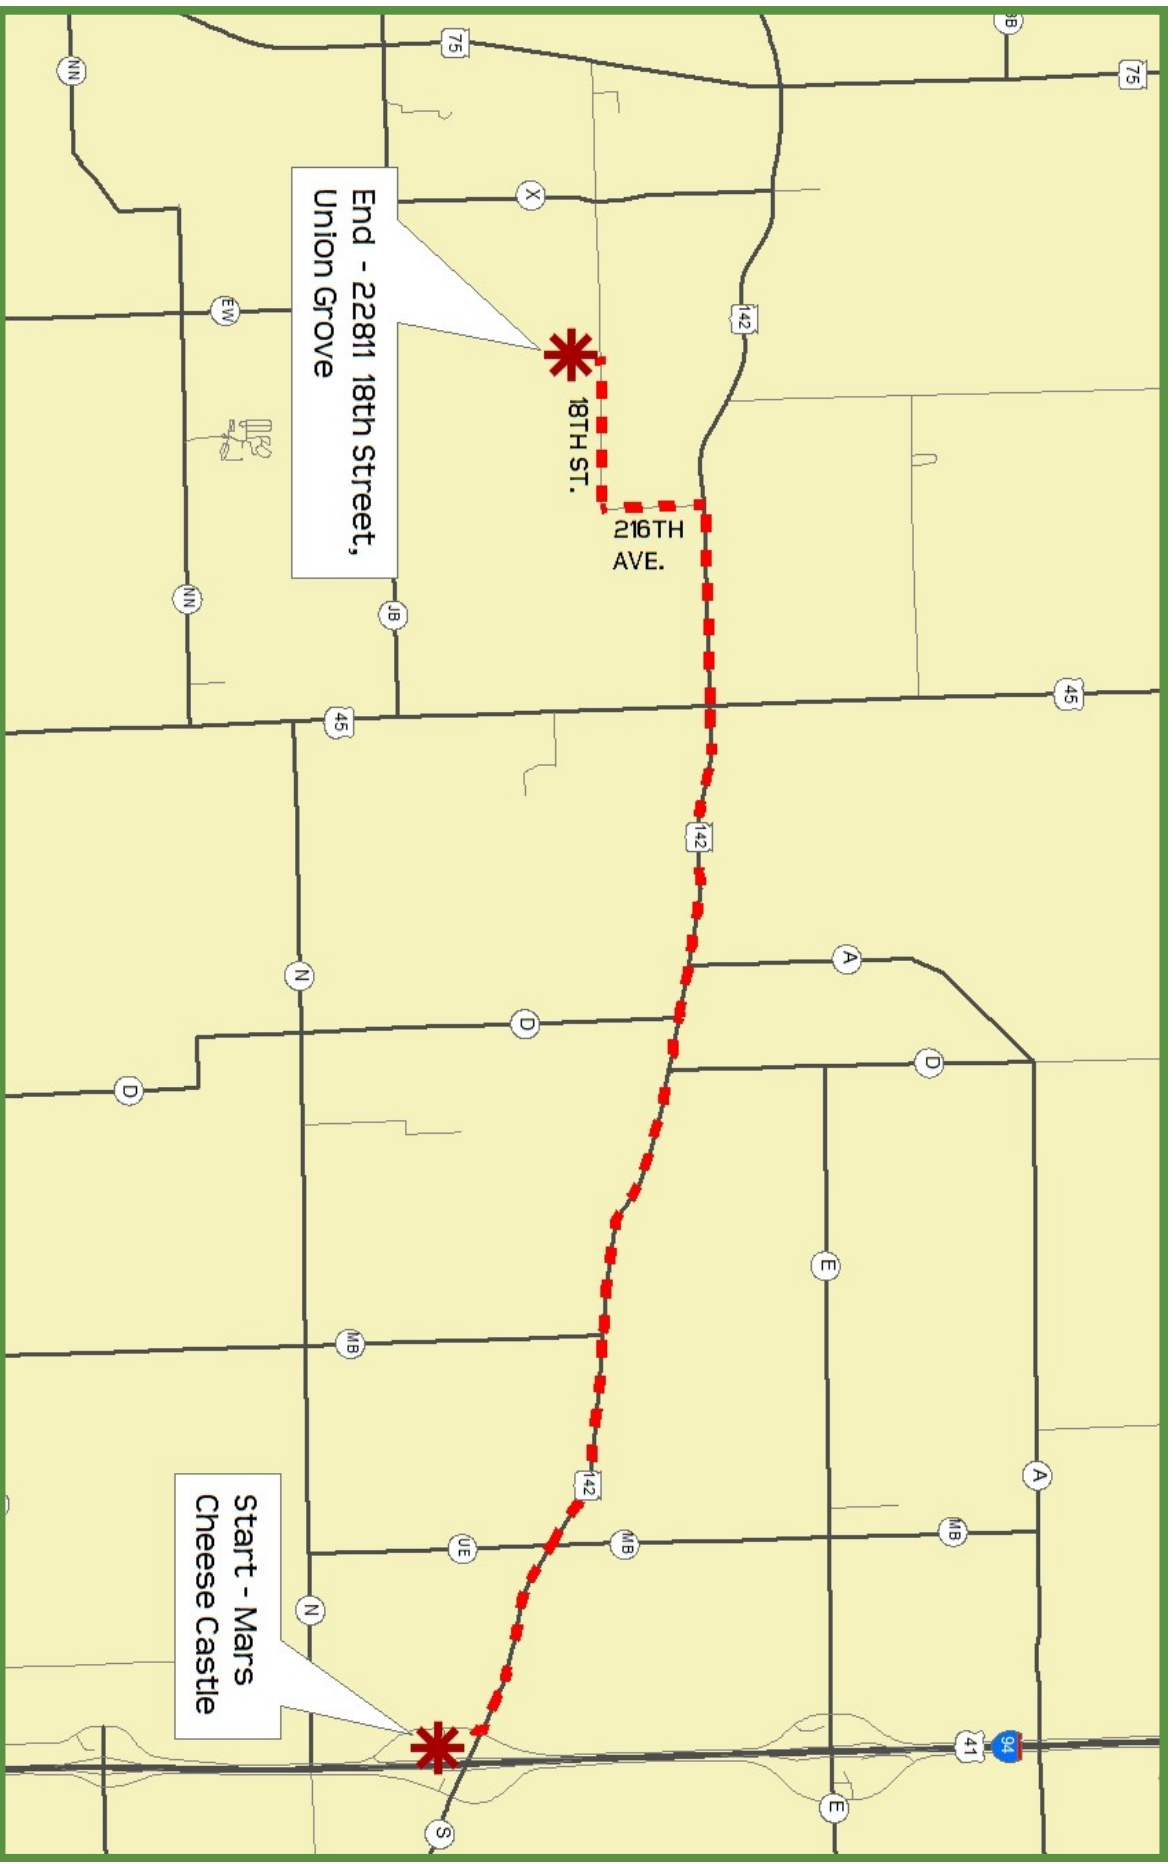 75
45
A
BB
94
41
MB
D
A
E
E
142
142
216TH
AVE.
MB
142
18TH ST.
X
D
UE
75
S
JB
End - 22811 18th Street,
Union Grove
MB
45
N
N
Start - Mars
Cheese Castle
EW
NN
D
NN